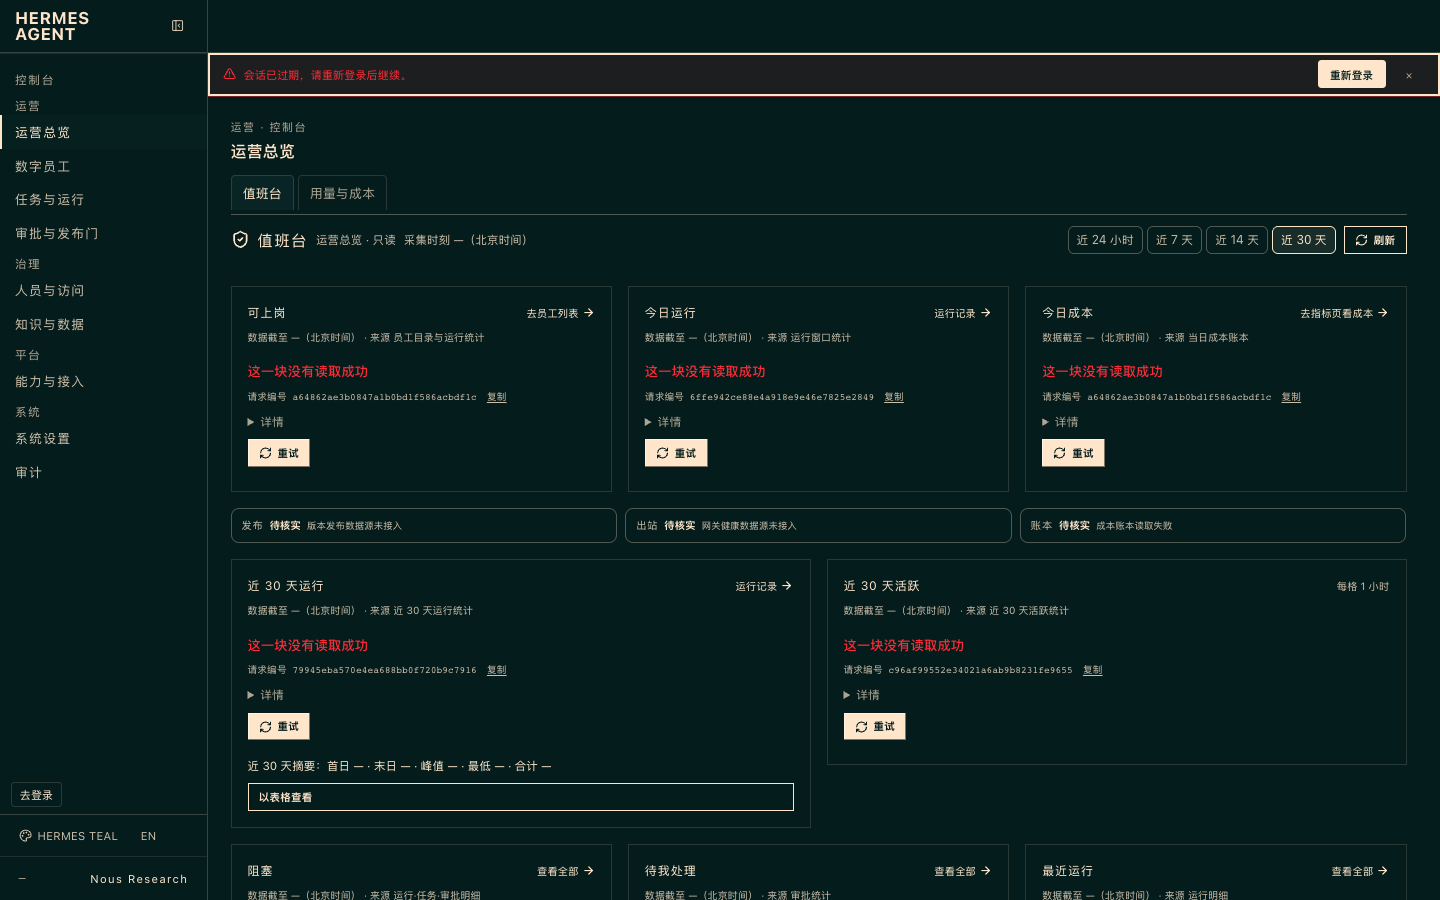 HERMES
AGENT
控制台
运营
运营总览
数字员工
任务与运行
审批与发布门
治理
人员与访问
知识与数据
平台
能力与接入
系统
系统设置
审计
去登录
HERMES TEAL EN
— Nous Research
会话已过期，请重新登录后继续。 重新登录 ×
运营 · 控制台
运营总览
值班台 用量与成本
值班台 运营总览 · 只读 采集时刻 —（北京时间） 近 24 小时 近 7 天 近 14 天 近 30 天 刷新
可上岗 去员工列表 →
数据截至 —（北京时间） · 来源 员工目录与运行统计
这一块没有读取成功
请求编号 a64862ae3b0847a1b0bd1f586acbdf1c 复制
▶ 详情
重试
今日运行 运行记录 →
数据截至 —（北京时间） · 来源 运行窗口统计
这一块没有读取成功
请求编号 6ffe942ce88e4a918e9e46e7825e2849 复制
▶ 详情
重试
今日成本 去指标页看成本 →
数据截至 —（北京时间） · 来源 当日成本账本
这一块没有读取成功
请求编号 a64862ae3b0847a1b0bd1f586acbdf1c 复制
▶ 详情
重试
发布 待核实 版本发布数据源未接入
出站 待核实 网关健康数据源未接入
账本 待核实 成本账本读取失败
近 30 天运行 运行记录 →
数据截至 —（北京时间） · 来源 近 30 天运行统计
这一块没有读取成功
请求编号 79945eba570e4ea688bb0f720b9c7916 复制
▶ 详情
重试
近 30 天摘要：首日 — · 末日 — · 峰值 — · 最低 — · 合计 —
以表格查看
近 30 天活跃 每格 1 小时
数据截至 —（北京时间） · 来源 近 30 天活跃统计
这一块没有读取成功
请求编号 c96af99552e34021a6ab9b8231fe9655 复制
▶ 详情
重试
阻塞 查看全部 →
数据截至 —（北京时间） · 来源 运行·任务·审批明细
待我处理 查看全部 →
数据截至 —（北京时间） · 来源 审批统计
最近运行 查看全部 →
数据截至 —（北京时间） · 来源 运行明细